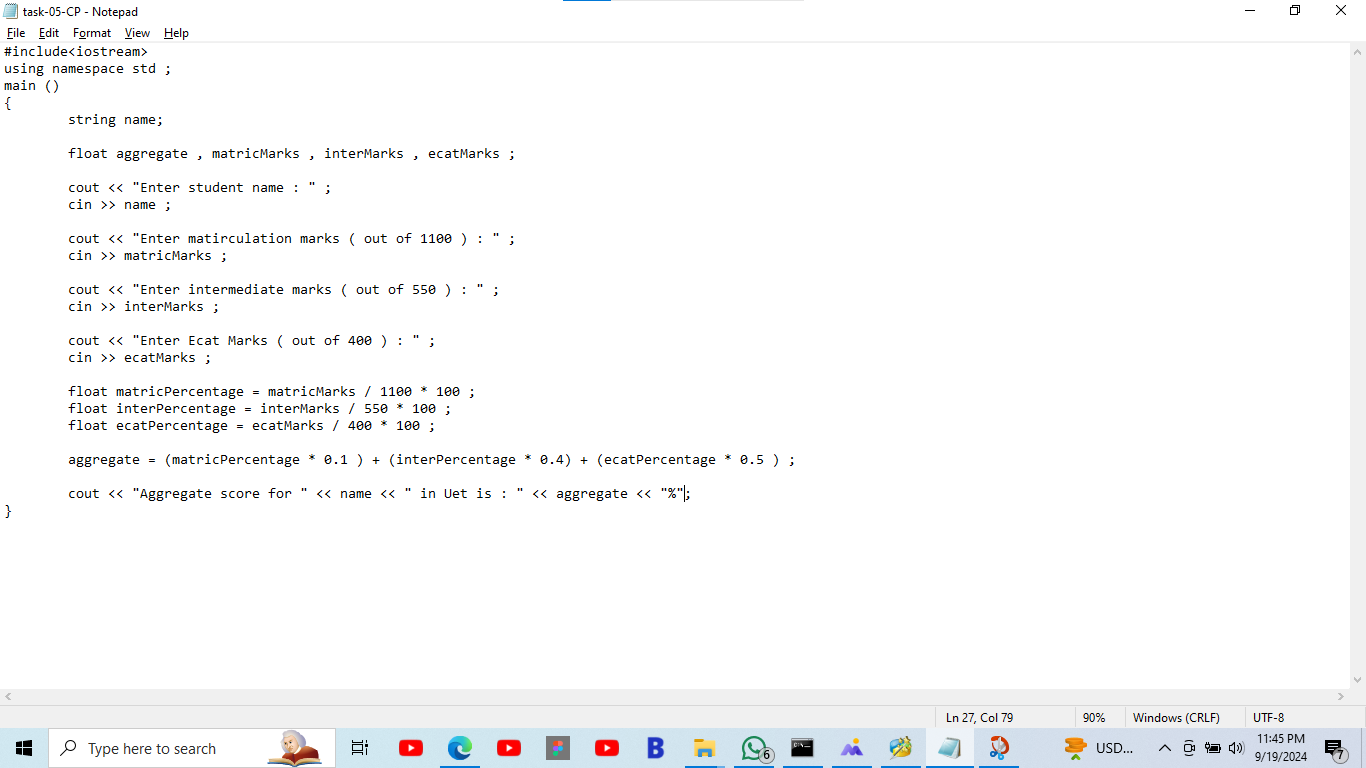 task-05-CP - Notepad
File Edit Format View Help
#include<iostream>
using namespace std ;
main ()
{
string name;
float aggregate , matricMarks , interMarks , ecatMarks ;
cout << "Enter student name : " ;
cin >> name ;
cout << "Enter matirculation marks ( out of 1100 ) : " ;
cin >> matricMarks ;
cout << "Enter intermediate marks ( out of 550 ) : " ;
cin >> interMarks ;
cout << "Enter Ecat Marks ( out of 400 ) : " ;
cin >> ecatMarks ;
float matricPercentage = matricMarks / 1100 * 100 ;
float interPercentage = interMarks / 550 * 100 ;
float ecatPercentage = ecatMarks / 400 * 100 ;
aggregate = (matricPercentage * 0.1 ) + (interPercentage * 0.4) + (ecatPercentage * 0.5 ) ;
cout << "Aggregate score for " << name << " in Uet is : " << aggregate << "%";
}
Ln 27, Col 79 90% Windows (CRLF) UTF-8
Type here to search B 6 USD... 11:45 PM
9/19/2024 7